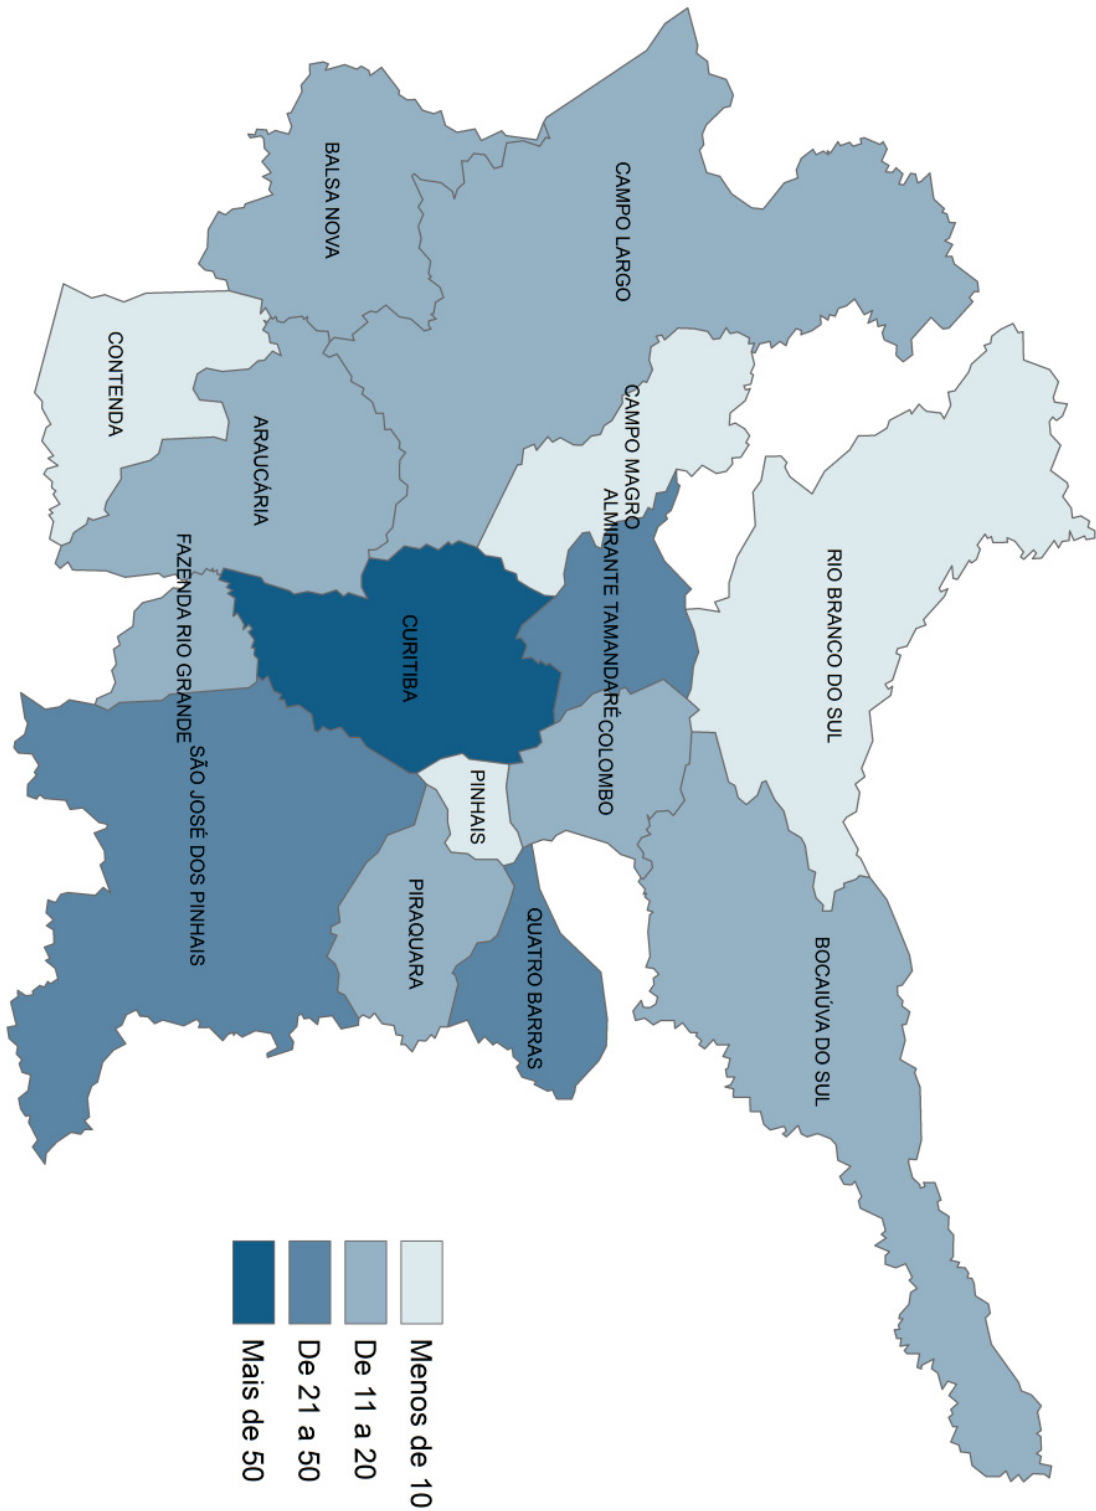 RIO BRANCO DO SUL
BOCAIÚVA DO SUL
CAMPO LARGO
CAMPO MAGRO
ALMIRANTE TAMANDARÉ
COLOMBO
QUATRO BARRAS
PINHAIS
CURITIBA
PIRAQUARA
BALSA NOVA
ARAUCÁRIA
FAZENDA RIO GRANDE
SÃO JOSÉ DOS PINHAIS
CONTENDA
Menos de 10
De 11 a 20
De 21 a 50
Mais de 50